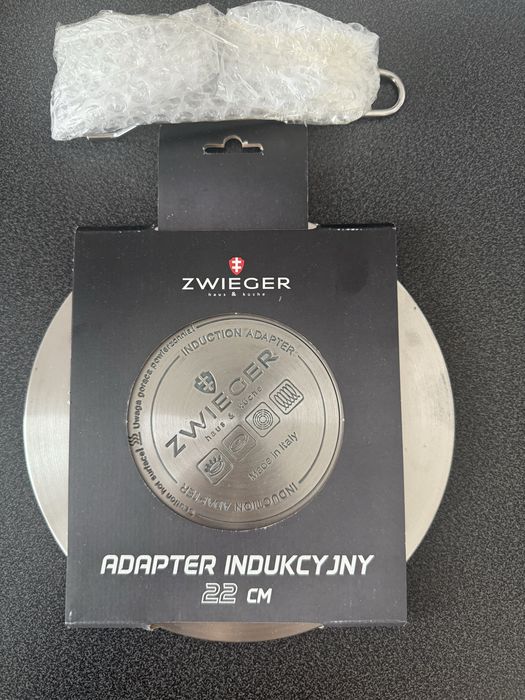 ZWIEGER
haus & küche
Uwaga gorąca powierzchnia!
Caution hot surface!
INDUCTION ADAPTER
ZWIEGER
haus & küche
Made in Italy
INDUCTION ADAPTER
ADAPTER INDUKCYJNY
22 CM